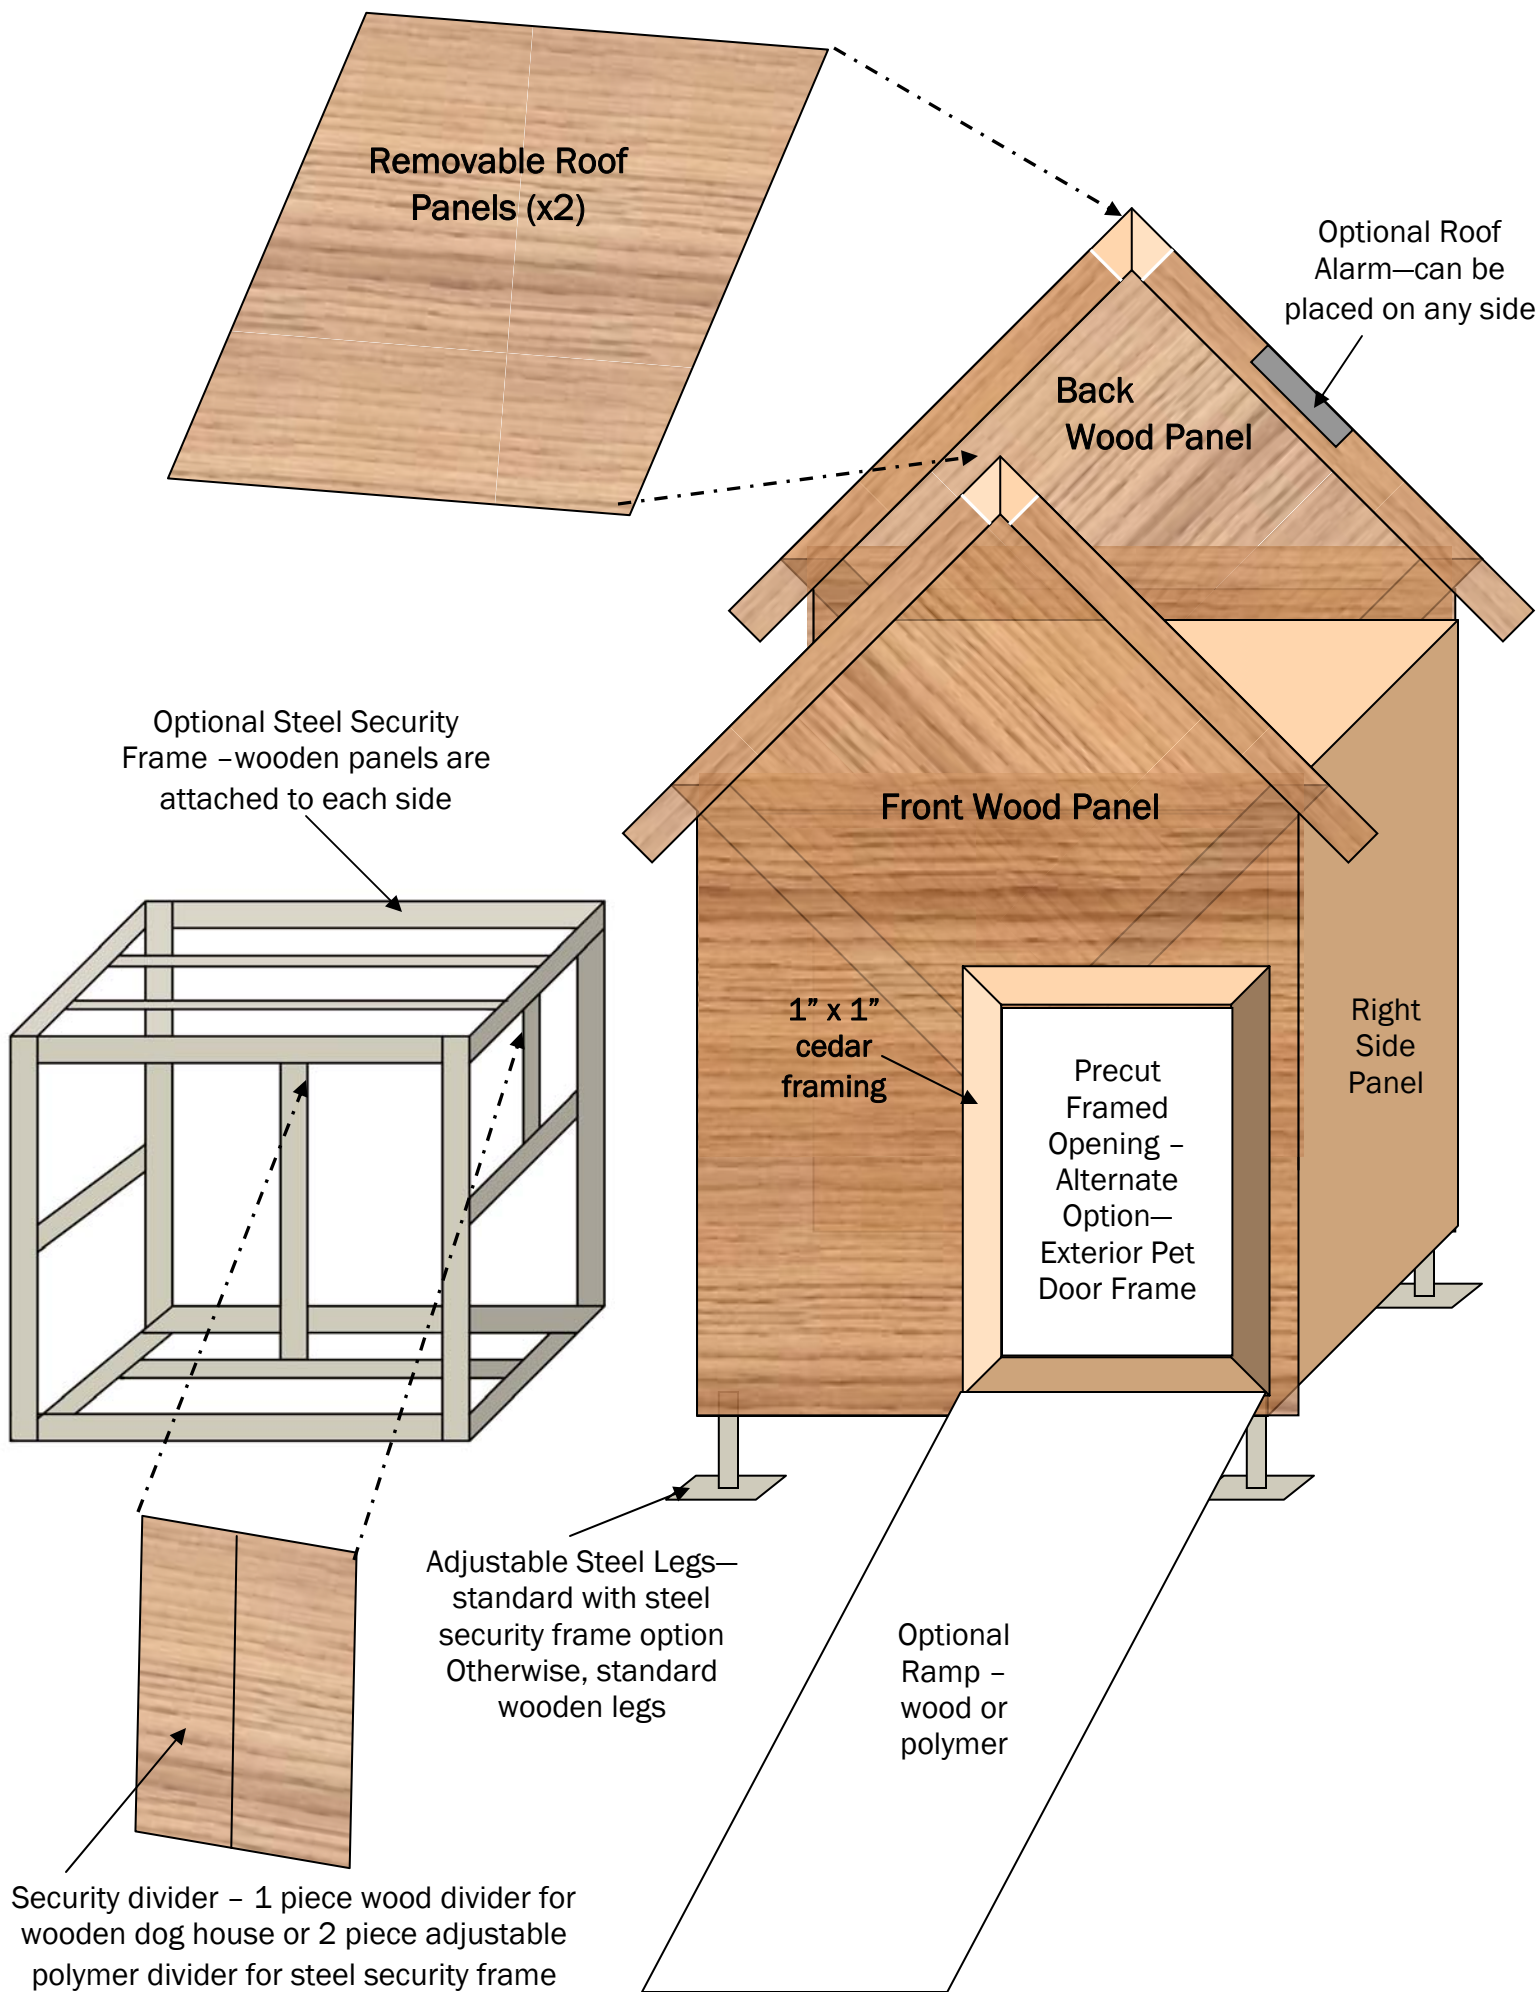 Removable Roof
Panels (x2)
Optional Roof
Alarm—can be
placed on any side
Back
Wood Panel
Optional Steel Security
Frame –wooden panels are
attached to each side
Front Wood Panel
1” x 1”
cedar
framing
Precut
Framed
Opening –
Alternate
Option—
Exterior Pet
Door Frame
Right
Side
Panel
Adjustable Steel Legs—
standard with steel
security frame option
Otherwise, standard
wooden legs
Optional
Ramp –
wood or
polymer
Security divider – 1 piece wood divider for
wooden dog house or 2 piece adjustable
polymer divider for steel security frame